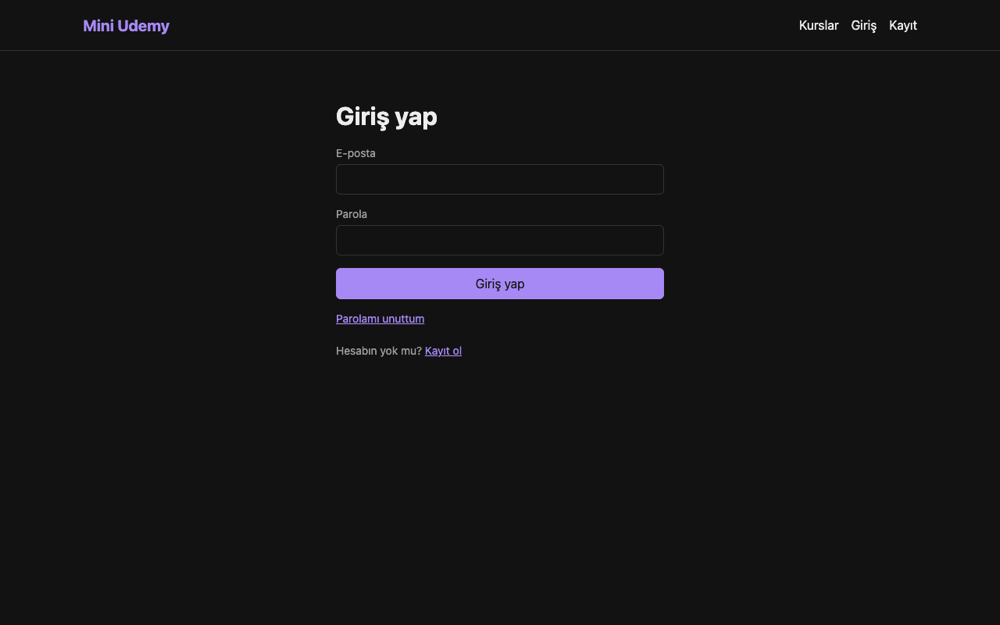 Mini Udemy
Kurslar Giriş Kayıt
Giriş yap
E-posta
Parola
Giriş yap
Parolamı unuttum
Hesabın yok mu? Kayıt ol